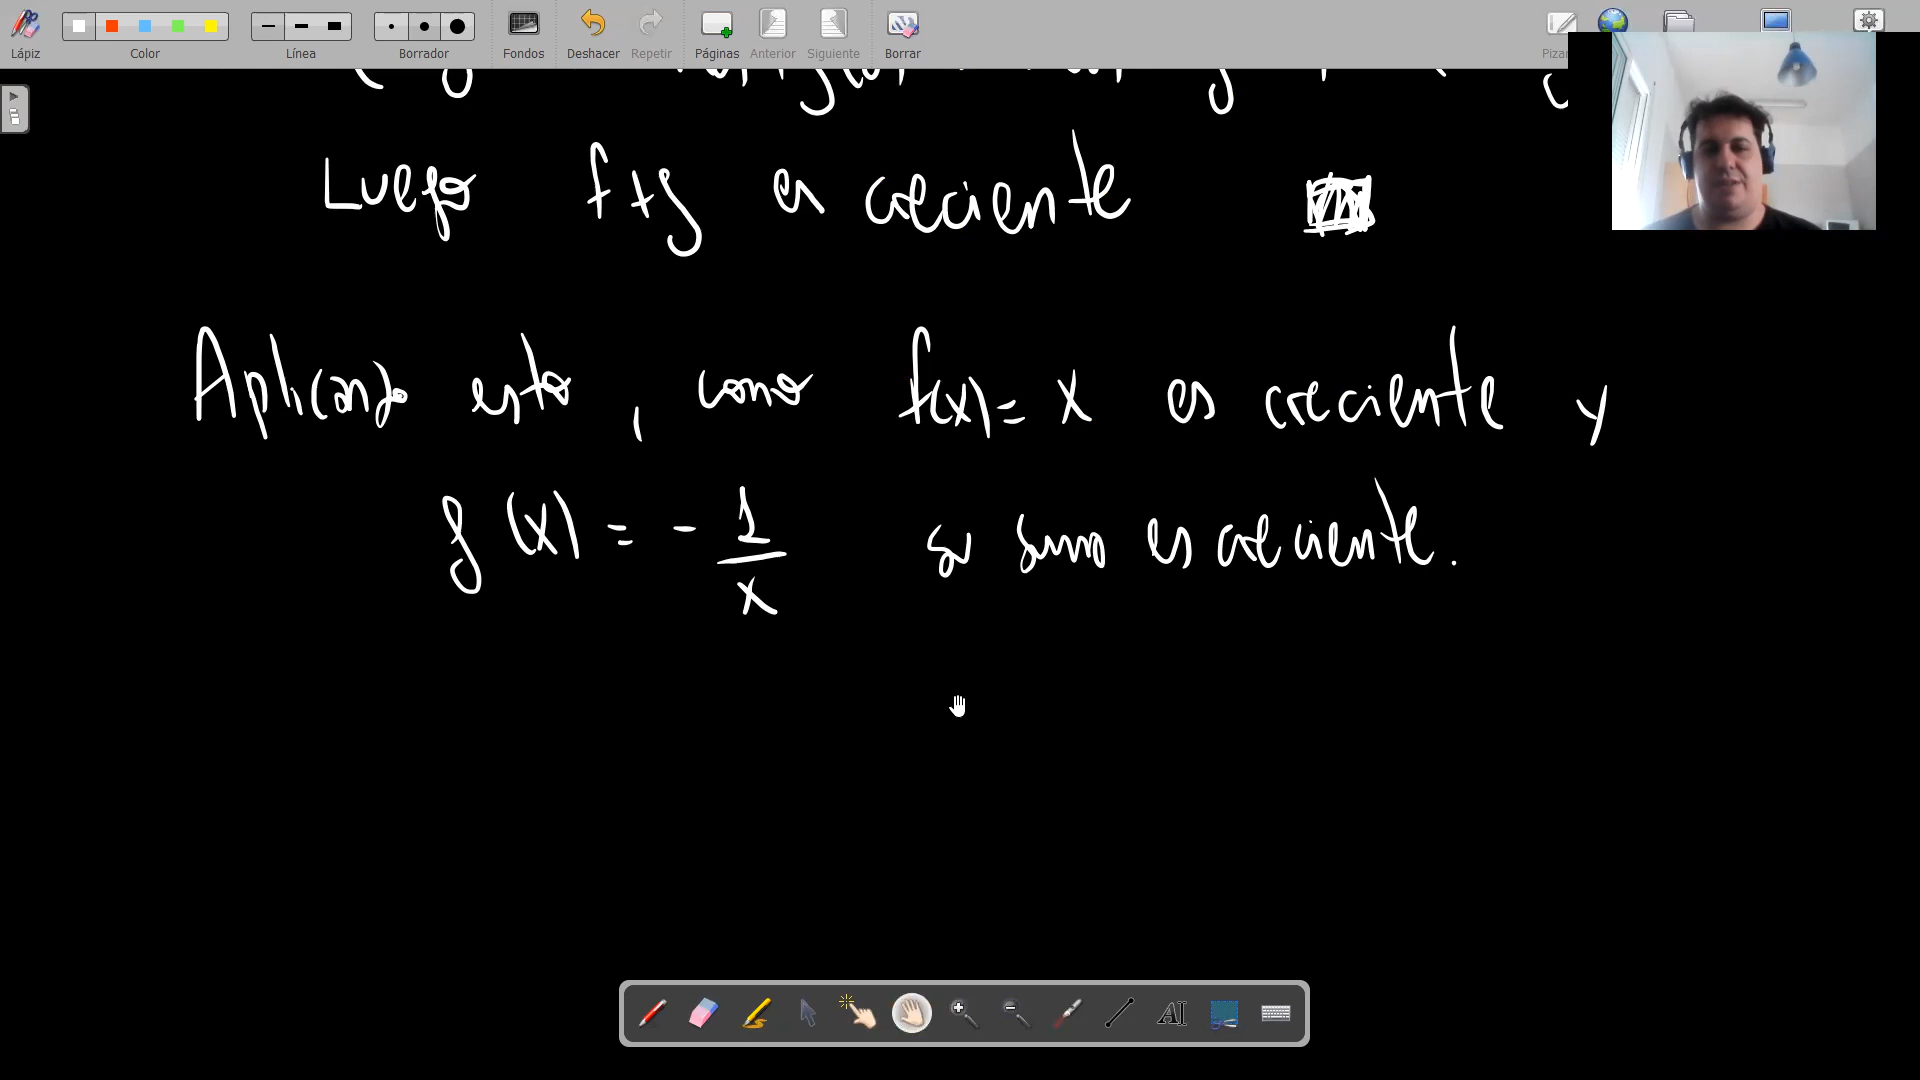 Lápiz Color Línea Borrador Fondos Deshacer Repetir Páginas Anterior Siguiente Borrar Pizar
Luego f+g es creciente
Aplicando esto, como f(x) = x es creciente y
g(x) = - 1/x su suma es creciente.